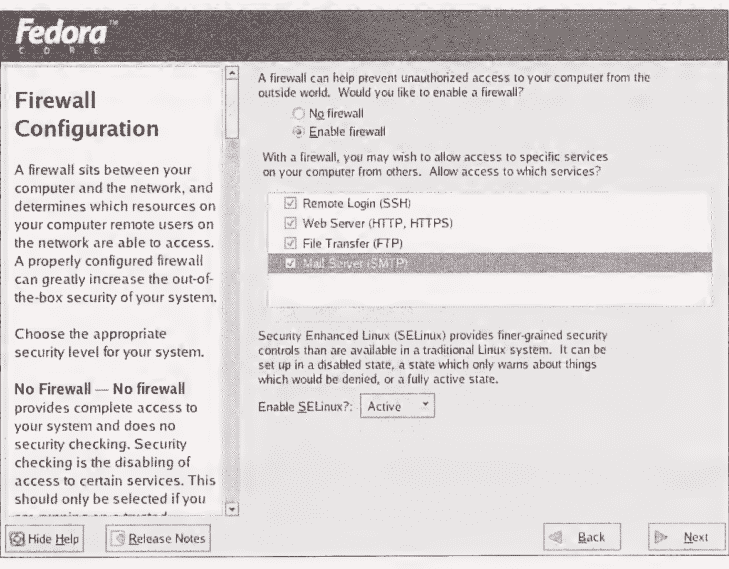 Fedora™
CORE
Firewall
Configuration
A firewall sits between your
computer and the network, and
determines which resources on
your computer remote users on
the network are able to access.
A properly configured firewall
can greatly increase the out-of-
the-box security of your system.
Choose the appropriate
security level for your system.
No Firewall — No firewall
provides complete access to
your system and does no
security checking. Security
checking is the disabling of
access to certain services. This
should only be selected if you
A firewall can help prevent unauthorized access to your computer from the
outside world. Would you like to enable a firewall?
No firewall
Enable firewall
With a firewall, you may wish to allow access to specific services
on your computer from others. Allow access to which services?
Remote Login (SSH)
Web Server (HTTP, HTTPS)
File Transfer (FTP)
Mail Server (SMTP)
Security Enhanced Linux (SELinux) provides finer-grained security
controls than are available in a traditional Linux system. It can be
set up in a disabled state, a state which only warns about things
which would be denied, or a fully active state.
Enable SELinux?: Active
Hide Help
Release Notes
Back
Next